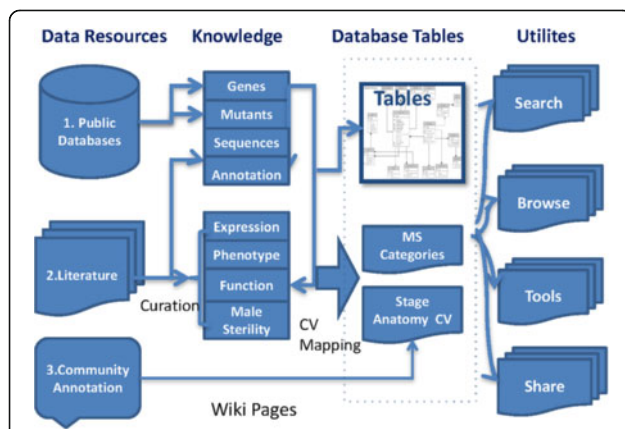 Data Resources
Knowledge
Database Tables
Utilites
1. Public
Databases
Genes
Mutants
Sequences
Annotation
Tables
Search
2.Literature
Curation
Expression
Phenotype
Function
Male
Sterility
CV
Mapping
MS
Categories
Stage
Anatomy CV
Browse
Tools
3.Community
Annotation
Wiki Pages
Share